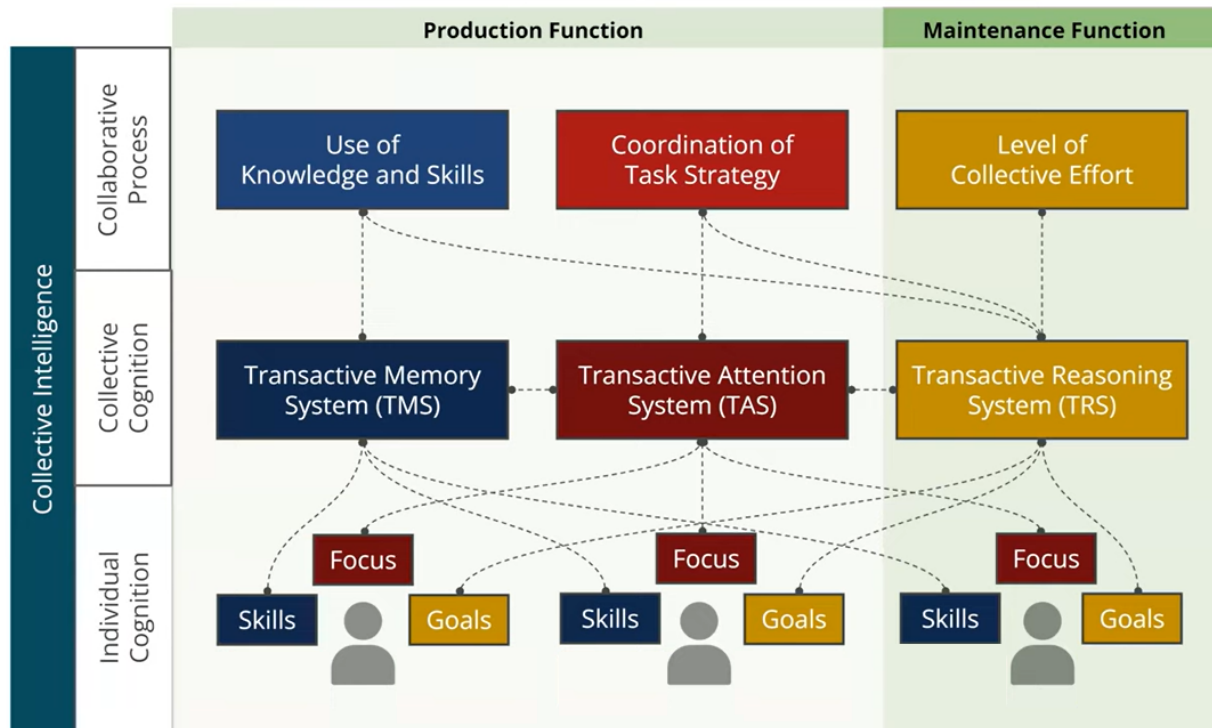 Production Function
Maintenance Function
Collective Intelligence
Collaborative
Process
Use of
Knowledge and Skills
Coordination of
Task Strategy
Level of
Collective Effort
Collective
Cognition
Transactive Memory
System (TMS)
Transactive Attention
System (TAS)
Transactive Reasoning
System (TRS)
Individual
Cognition
Focus
Skills
Goals
Focus
Skills
Goals
Focus
Skills
Goals